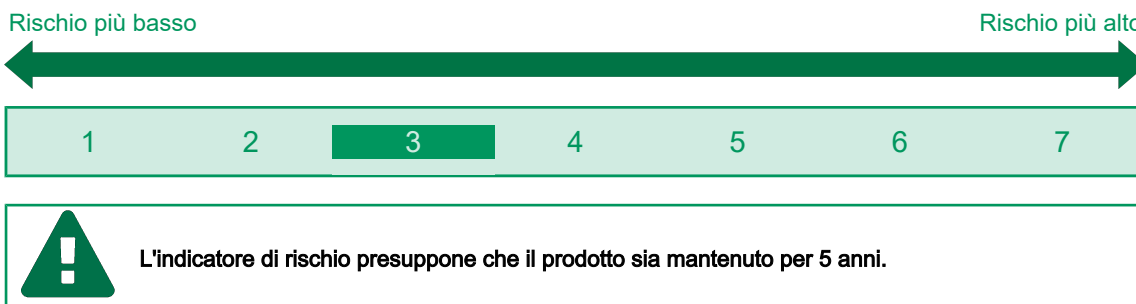 Rischio più basso Rischio più alto
1 2 3 4 5 6 7
L'indicatore di rischio presuppone che il prodotto sia mantenuto per 5 anni.